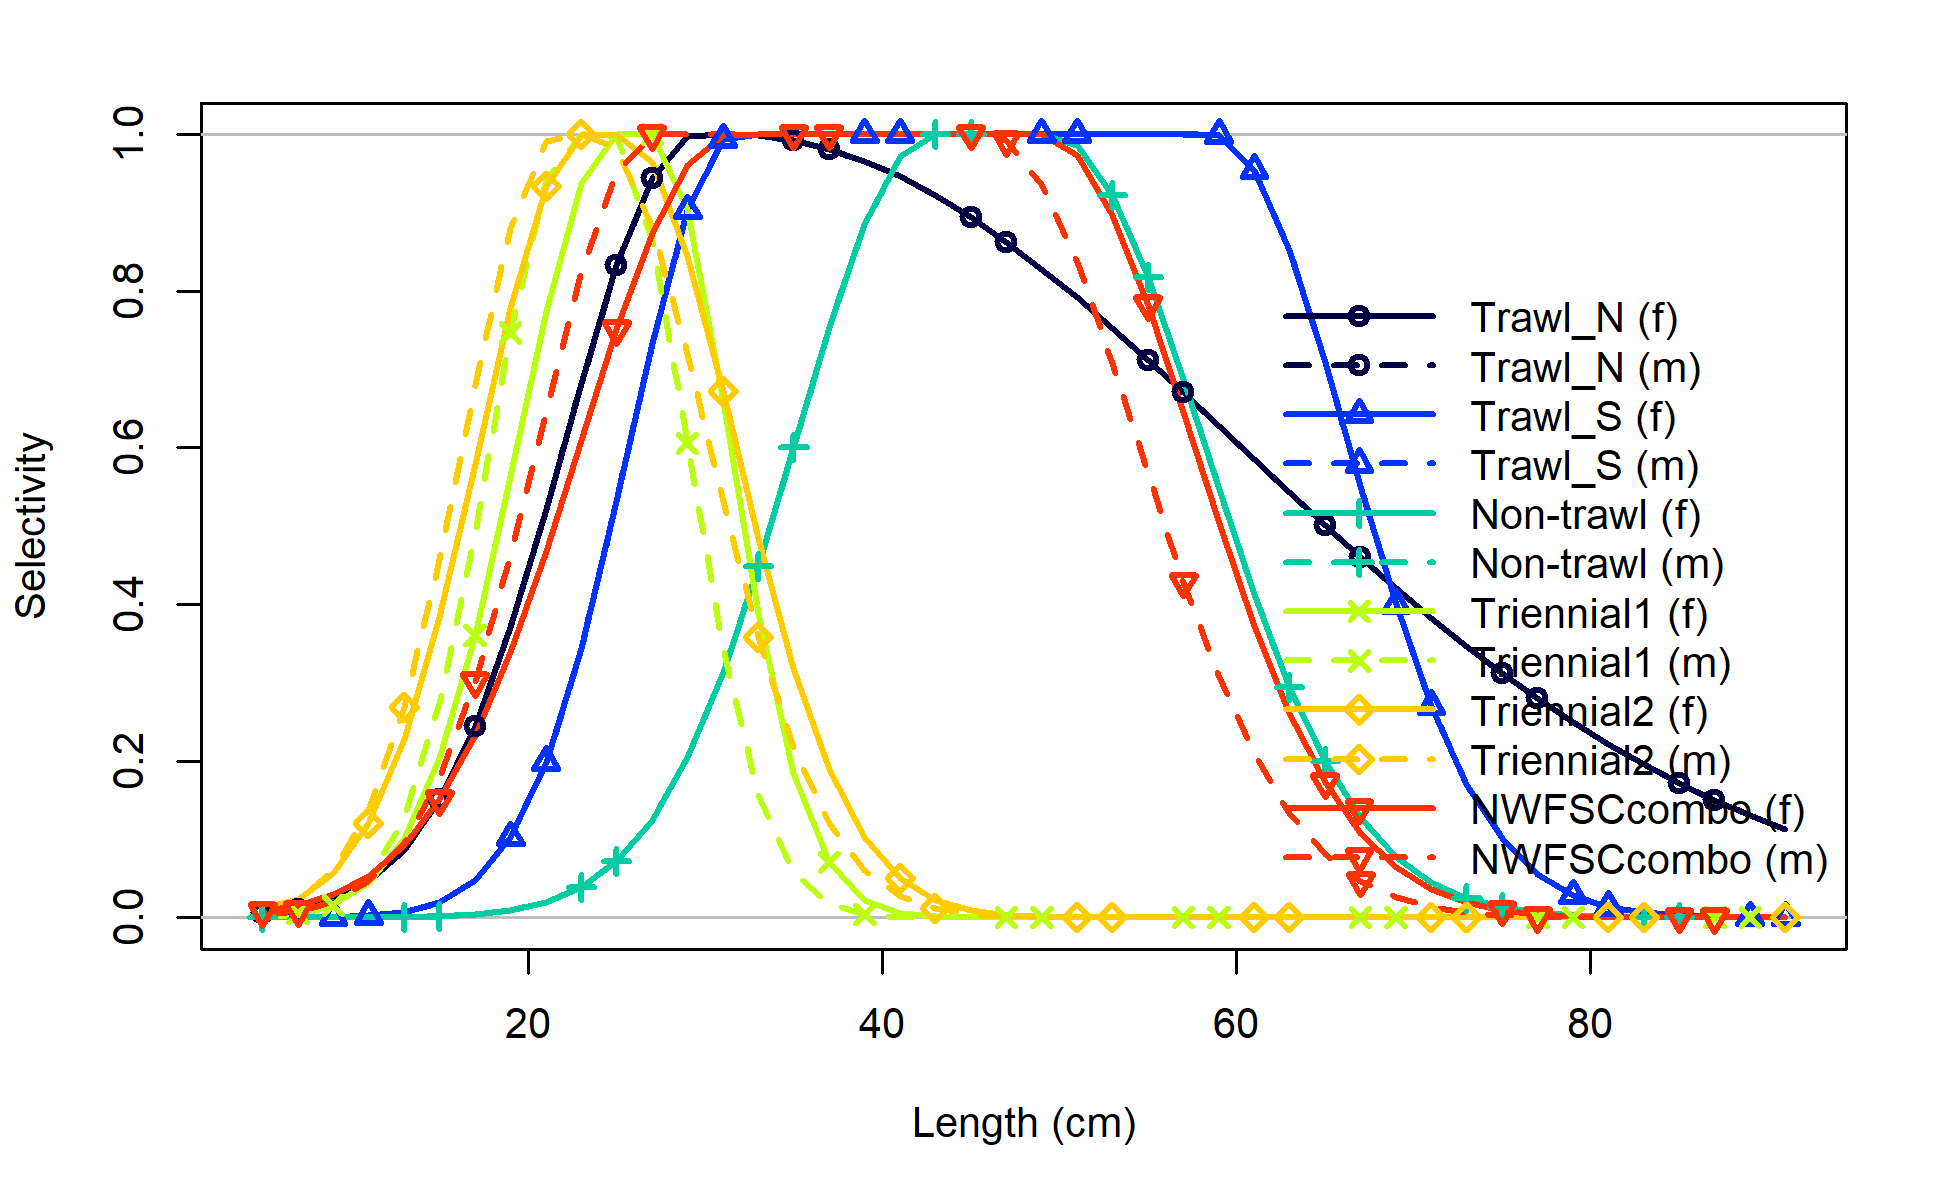 1.0
0.8
0.6
0.4
0.2
0.0
Selectivity
Trawl_N (f)
Trawl_N (m)
Trawl_S (f)
Trawl_S (m)
Non-trawl (f)
Non-trawl (m)
Triennial1 (f)
Triennial1 (m)
Triennial2 (f)
Triennial2 (m)
NWFSCcombo (f)
NWFSCcombo (m)
20 40 60 80
Length (cm)